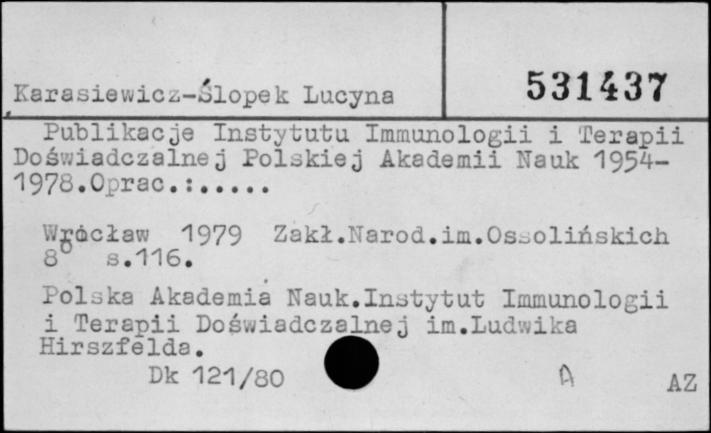 Karasiewicz-Ślopek Lucyna
531437
Publikacje Instytutu Immunologii i Terapii
Doświadczalnej Polskiej Akademii Nauk 1954-
1978.Oprac.:.....
Wrocław 1979 Zakł.Narod.im.Ossolińskich
8° s.116.
Polska Akademia Nauk.Instytut Immunologii
i Terapii Doświadczalnej im.Ludwika
Hirszfelda.
Dk 121/80
A
AZ